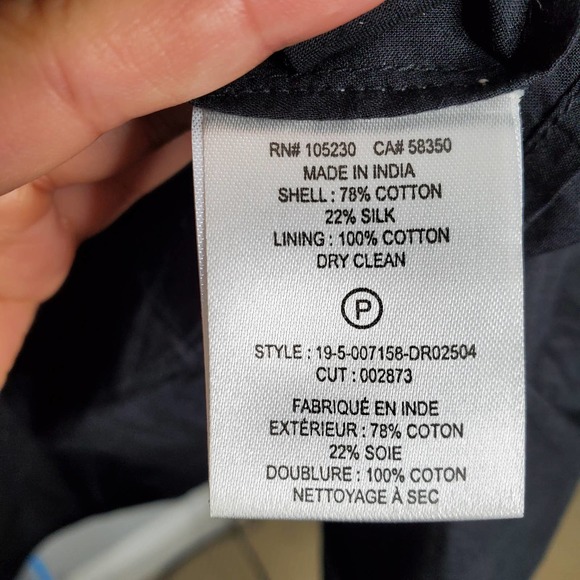 RN# 105230 CA# 58350
MADE IN INDIA
SHELL : 78% COTTON
22% SILK
LINING : 100% COTTON
DRY CLEAN
P
STYLE : 19-5-007158-DR02504
CUT : 002873
FABRIQUÉ EN INDE
EXTÉRIEUR : 78% COTON
22% SOIE
DOUBLURE : 100% COTON
NETTOYAGE À SEC